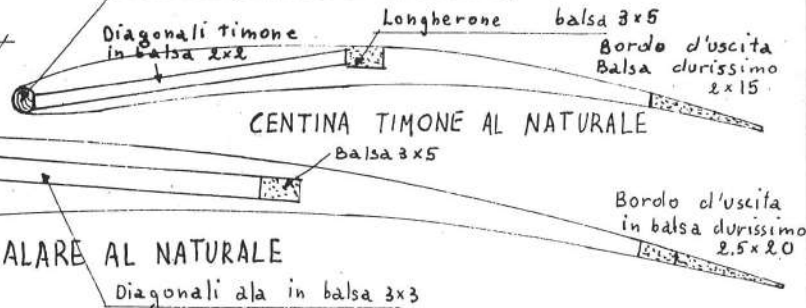 Longherone balsa 3x5
Diagonali timone
in balsa 2x2
Bordo d'uscita
Balsa durissimo
2x15
CENTINA TIMONE AL NATURALE
Balsa 3x5
Bordo d'uscita
in balsa durissimo
2,5x20
ALARE AL NATURALE
Diagonali ala in balsa 3x3